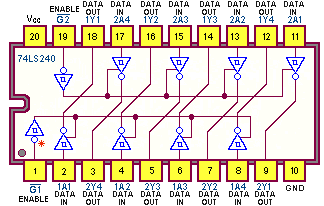 ENABLE DATA OUT DATA IN DATA OUT DATA IN DATA OUT DATA IN DATA OUT DATA IN
Vcc G2 1Y1 2A4 1Y2 2A3 1Y3 2A2 1Y4 2A1
20 19 18 17 16 15 14 13 12 11
74LS240
1 2 3 4 5 6 7 8 9 10
G1 1A1 2Y4 1A2 2Y3 1A3 2Y2 1A4 2Y1 GND
ENABLE DATA IN DATA OUT DATA IN DATA OUT DATA IN DATA OUT DATA IN DATA OUT